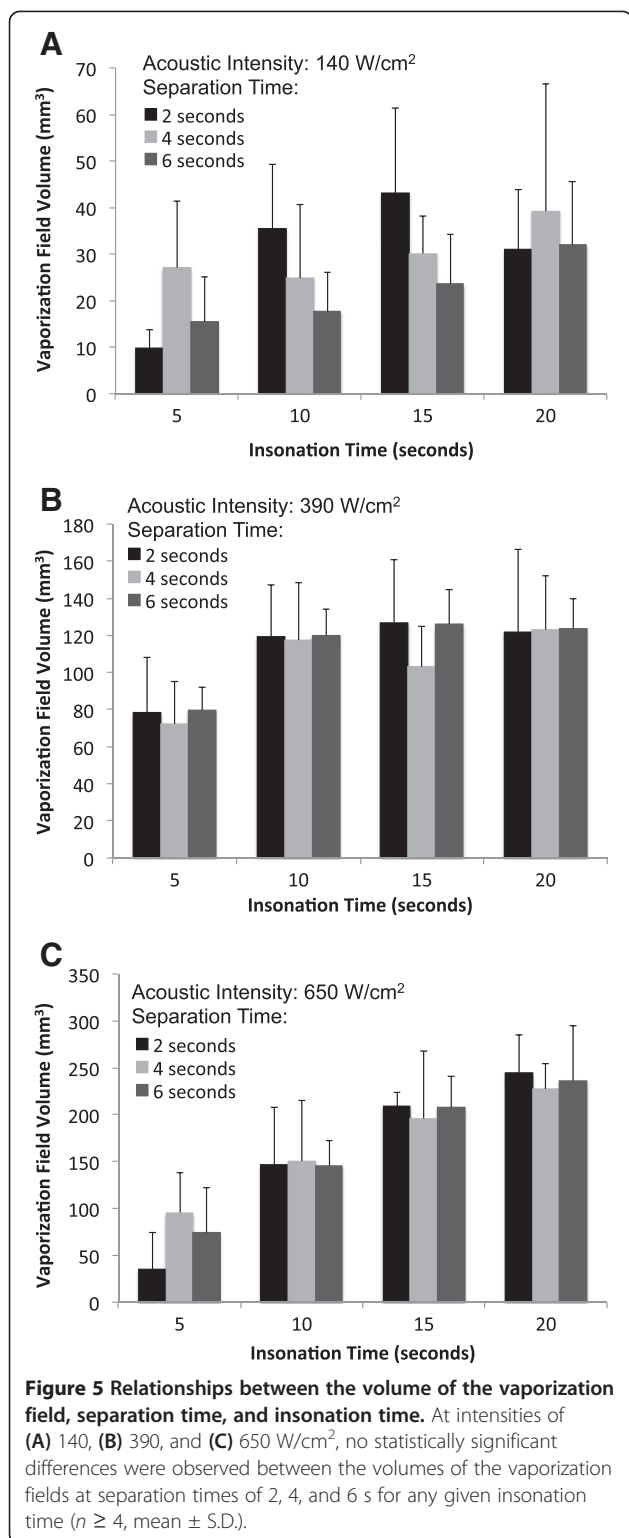 A
Acoustic Intensity: 140 W/cm²
Separation Time:
2 seconds
4 seconds
6 seconds
Vaporization Field Volume (mm³)
70
60
50
40
30
20
10
0
5 10 15 20
Insonation Time (seconds)
B
Acoustic Intensity: 390 W/cm²
Separation Time:
2 seconds
4 seconds
6 seconds
Vaporization Field Volume (mm³)
180
160
140
120
100
80
60
40
20
0
5 10 15 20
Insonation Time (seconds)
C
Acoustic Intensity: 650 W/cm²
Separation Time:
2 seconds
4 seconds
6 seconds
Vaporization Field Volume (mm³)
350
300
250
200
150
100
50
0
5 10 15 20
Insonation Time (seconds)
Figure 5 Relationships between the volume of the vaporization
field, separation time, and insonation time. At intensities of
(A) 140, (B) 390, and (C) 650 W/cm², no statistically significant
differences were observed between the volumes of the vaporization
fields at separation times of 2, 4, and 6 s for any given insonation
time (n ≥ 4, mean ± S.D.).